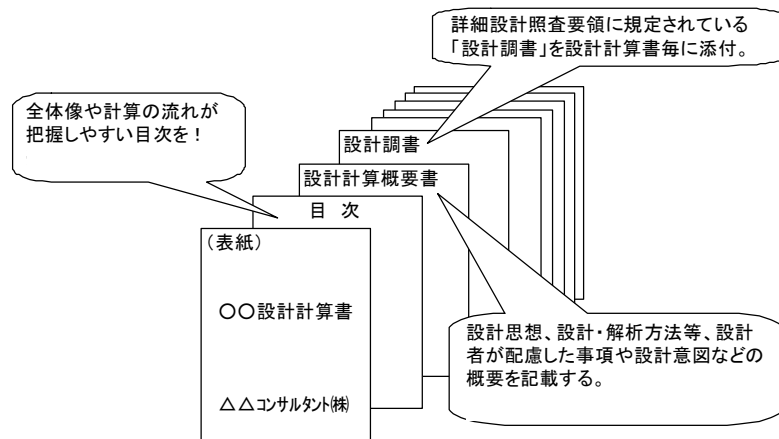 詳細設計照査要領に規定されている
「設計調書」を設計計算書毎に添付。
全体像や計算の流れが
把握しやすい目次を！
設計調書
設計計算概要書
目 次
(表紙)
○○設計計算書
△△コンサルタント㈱
設計思想、設計・解析方法等、設計
者が配慮した事項や設計意図などの
概要を記載する。